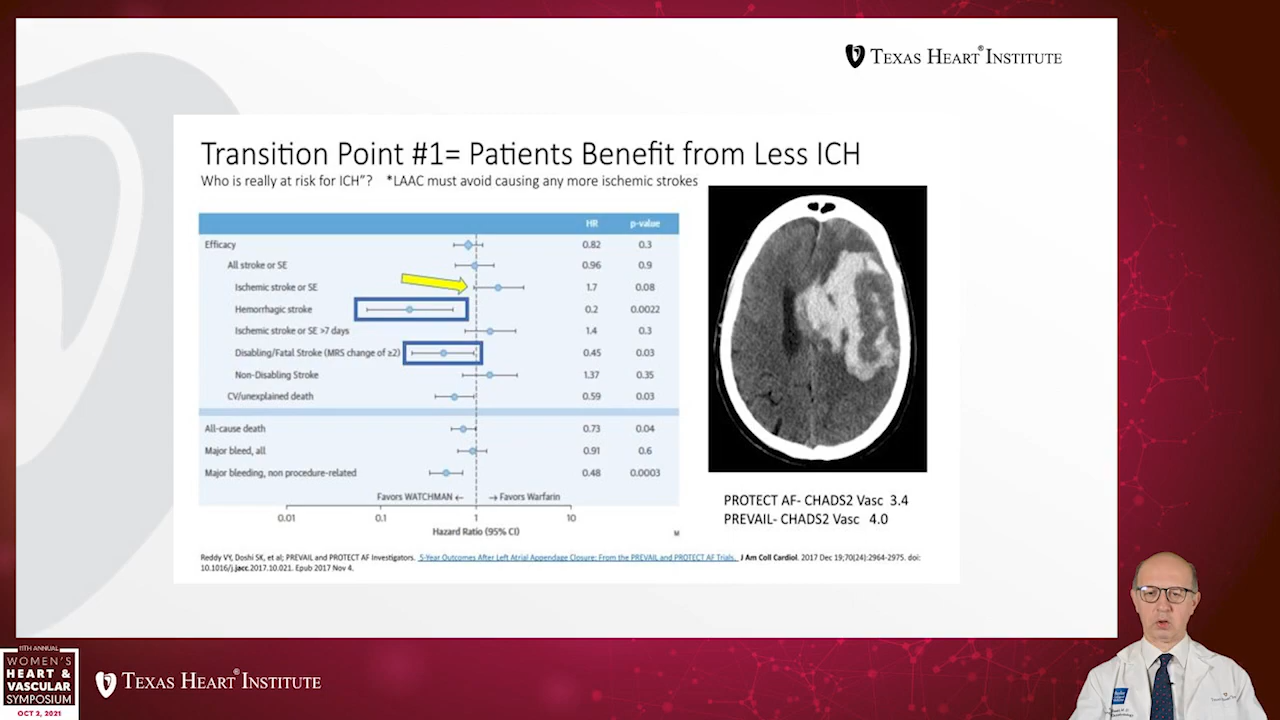 TEXAS HEART® INSTITUTE
Transition Point #1= Patients Benefit from Less ICH
Who is really at risk for ICH”? *LAAC must avoid causing any more ischemic strokes
HR p-value
Efficacy 0.82 0.3
All stroke or SE 0.96 0.9
Ischemic stroke or SE 1.7 0.08
Hemorrhagic stroke 0.2 0.0022
Ischemic stroke or SE >7 days 1.4 0.3
Disabling/Fatal Stroke (MRS change of ≥2) 0.45 0.03
Non-Disabling Stroke 1.37 0.35
CV/unexplained death 0.59 0.03
All-cause death 0.73 0.04
Major bleed, all 0.91 0.6
Major bleeding, non procedure-related 0.48 0.0003
Favors WATCHMAN ← → Favors Warfarin
0.01 0.1 1 10
Hazard Ratio (95% CI)
M
PROTECT AF- CHADS2 Vasc 3.4
PREVAIL- CHADS2 Vasc 4.0
Reddy VY, Doshi SK, et al; PREVAIL and PROTECT AF Investigators. 5-Year Outcomes After Left Atrial Appendage Closure: From the PREVAIL and PROTECT AF Trials. J Am Coll Cardiol. 2017 Dec 19;70(24):2964-2975. doi:
10.1016/j.jacc.2017.10.021. Epub 2017 Nov 4.
11TH ANNUAL
WOMEN'S
HEART &
VASCULAR
SYMPOSIUM
OCT 2, 2021
TEXAS HEART® INSTITUTE